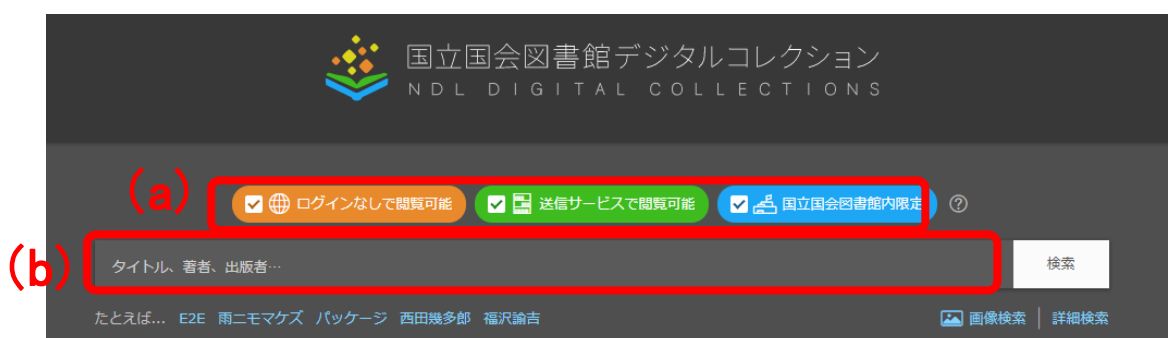 国立国会図書館デジタルコレクション
NDL DIGITAL COLLECTIONS
(a)
ログインなしで閲覧可能 送信サービスで閲覧可能 国立国会図書館内限定 ?
(b)
タイトル、著者、出版者… 検索
たとえば... E2E 雨ニモマケズ パッケージ 西田幾多郎 福沢諭吉 画像検索 | 詳細検索